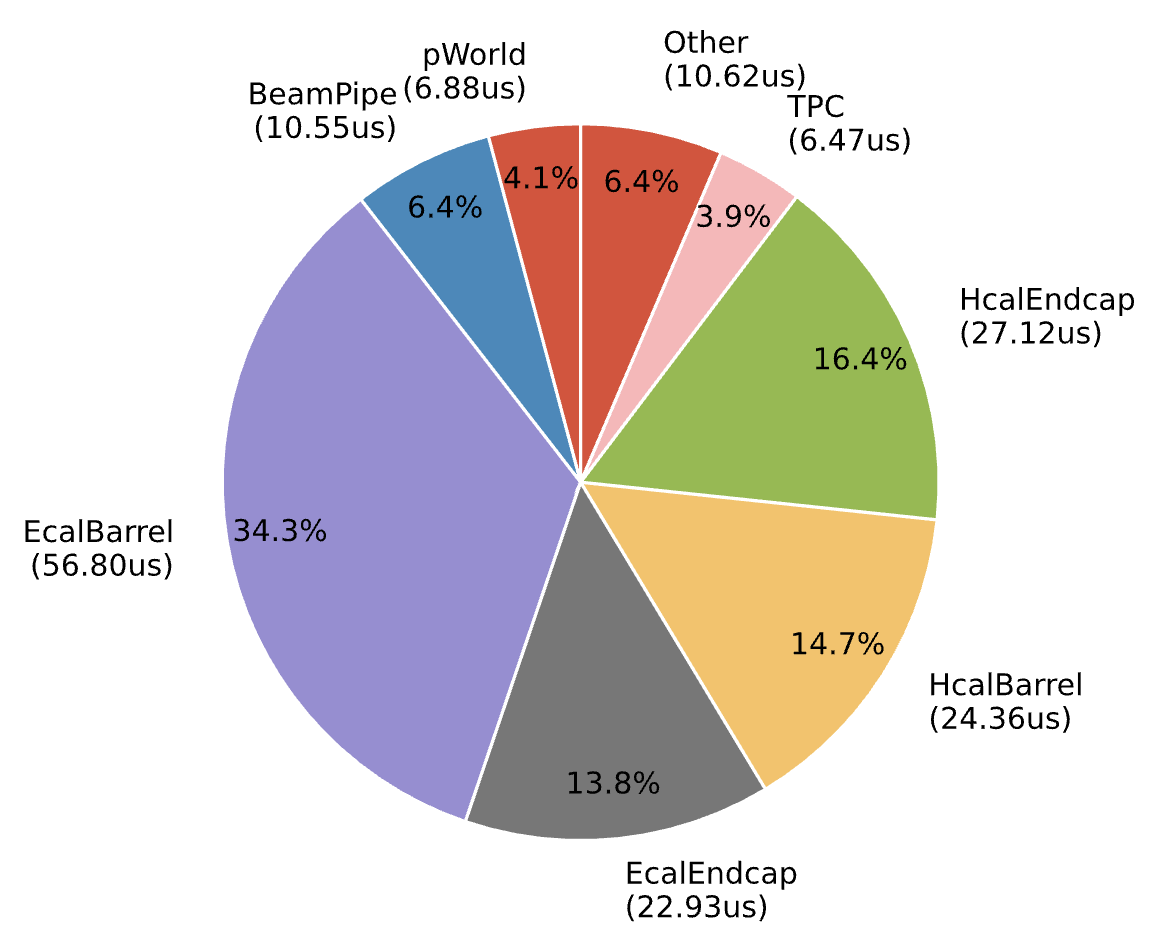 Other
(10.62us)
pWorld
(6.88us)
BeamPipe
(10.55us)
TPC
(6.47us)
4.1%
6.4%
6.4%
3.9%
HcalEndcap
(27.12us)
16.4%
EcalBarrel
(56.80us)
34.3%
14.7%
HcalBarrel
(24.36us)
13.8%
EcalEndcap
(22.93us)